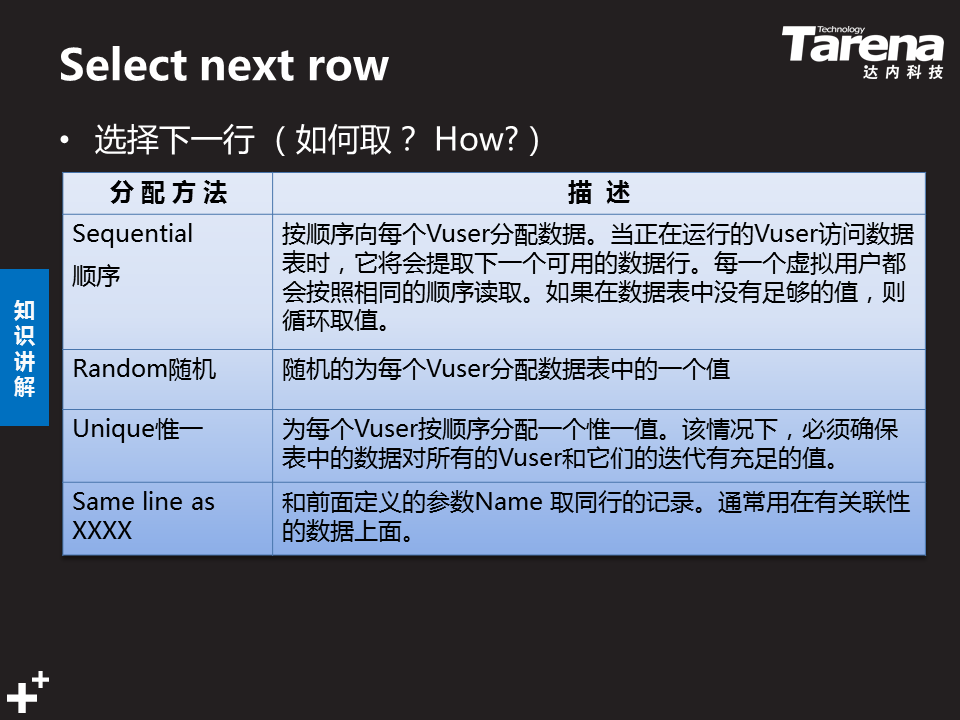 Select next row
Technology
Tarena
达内科技
• 选择下一行 （如何取？ How?）
分配方法 描 述
Sequential
顺序
按顺序向每个Vuser分配数据。当正在运行的Vuser访问数据
表时，它将会提取下一个可用的数据行。每一个虚拟用户都
会按照相同的顺序读取。如果在数据表中没有足够的值，则
循环取值。
Random随机
随机的为每个Vuser分配数据表中的一个值
Unique惟一
为每个Vuser按顺序分配一个惟一值。该情况下，必须确保
表中的数据对所有的Vuser和它们的迭代有充足的值。
Same line as
XXXX
和前面定义的参数Name 取同行的记录。通常用在有关联性
的数据上面。
知
识
讲
解